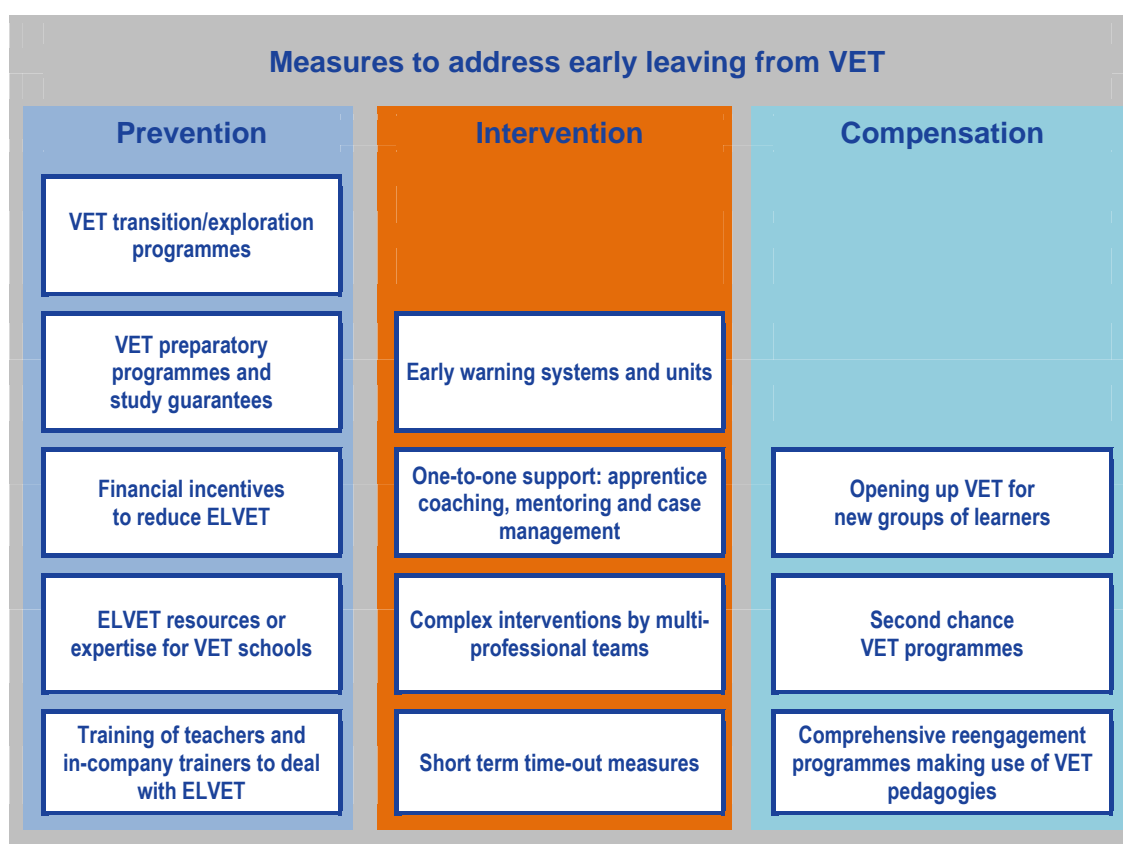 Measures to address early leaving from VET
Prevention
VET transition/exploration
programmes
VET preparatory
programmes and
study guarantees
Financial incentives
to reduce ELVET
ELVET resources or
expertise for VET schools
Training of teachers and
in-company trainers to deal
with ELVET
Intervention
Early warning systems and units
One-to-one support: apprentice
coaching, mentoring and case
management
Complex interventions by multi-
professional teams
Short term time-out measures
Compensation
Opening up VET for
new groups of learners
Second chance
VET programmes
Comprehensive reengagement
programmes making use of VET
pedagogies